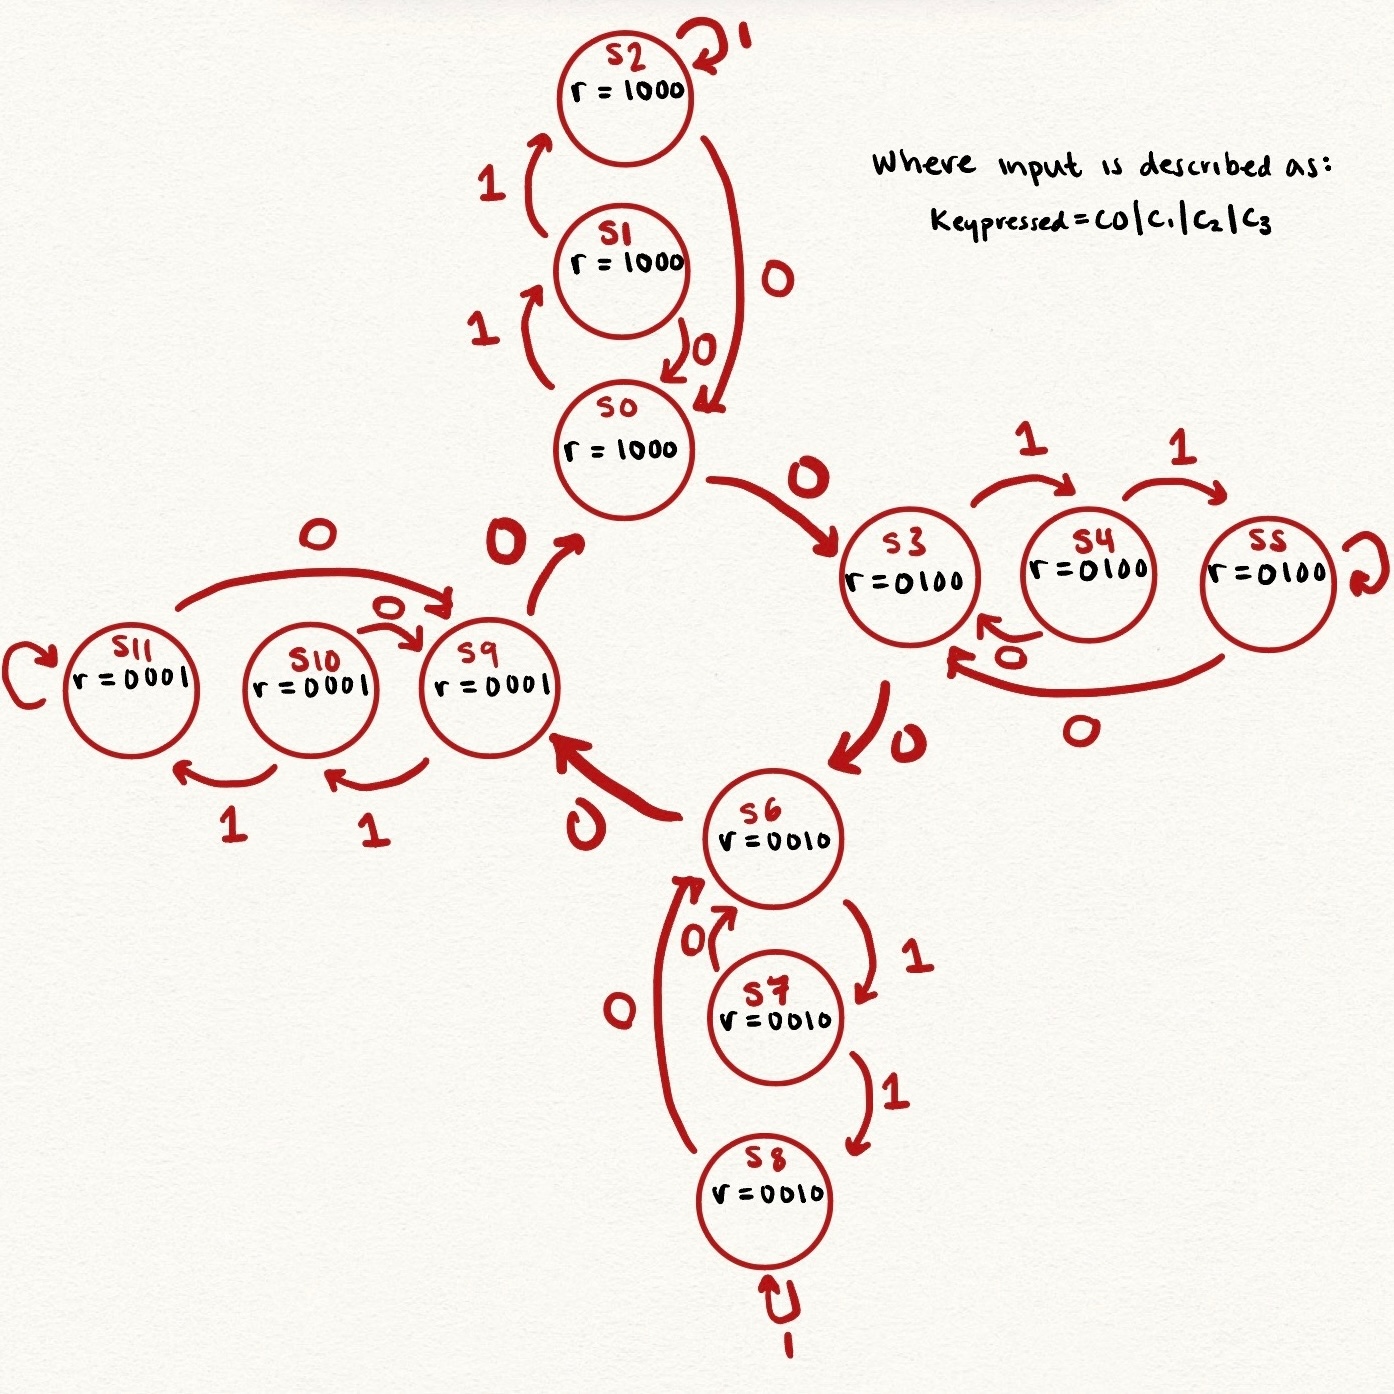 S2
r = 1000
1
Where input is described as:
Keypressed = C0|C1|C2|C3
1
S1
r = 1000
0
1
0
S0
r = 1000
0
1
1
S3
r = 0100
S4
r = 0100
S5
r = 0100
0
0
0
0
0
S11
r = 0001
S10
r = 0001
S9
r = 0001
1
1
0
0
S6
r = 0010
0
1
0
S7
r = 0010
1
S8
r = 0010
1